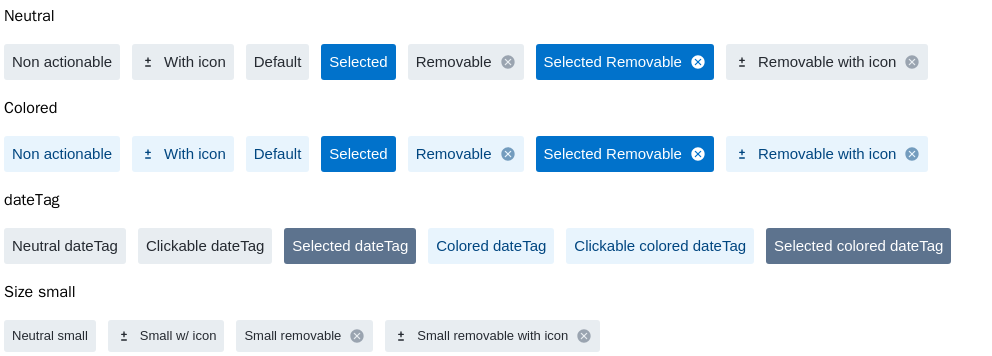 Neutral
Non actionable ± With icon Default Selected Removable Selected Removable ± Removable with icon
Colored
Non actionable ± With icon Default Selected Removable Selected Removable ± Removable with icon
dateTag
Neutral dateTag Clickable dateTag Selected dateTag Colored dateTag Clickable colored dateTag Selected colored dateTag
Size small
Neutral small ± Small w/ icon Small removable ± Small removable with icon